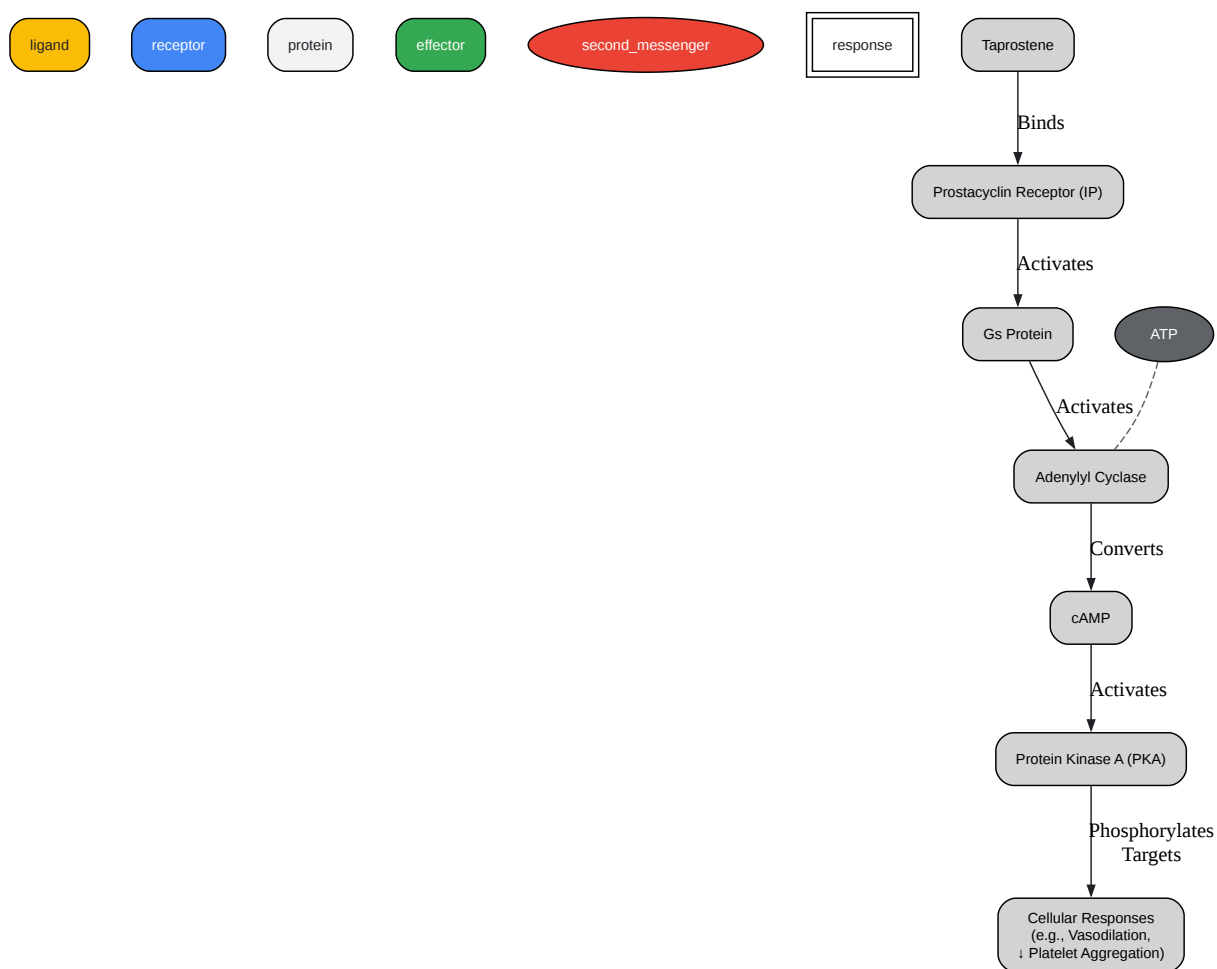 ligand
receptor
protein
effector
second_messenger
response
Taprostene
Binds
Prostacyclin Receptor (IP)
Activates
Gs Protein
ATP
Activates
Adenylyl Cyclase
Converts
cAMP
Activates
Protein Kinase A (PKA)
Phosphorylates
Targets
Cellular Responses
(e.g., Vasodilation,
↓ Platelet Aggregation)